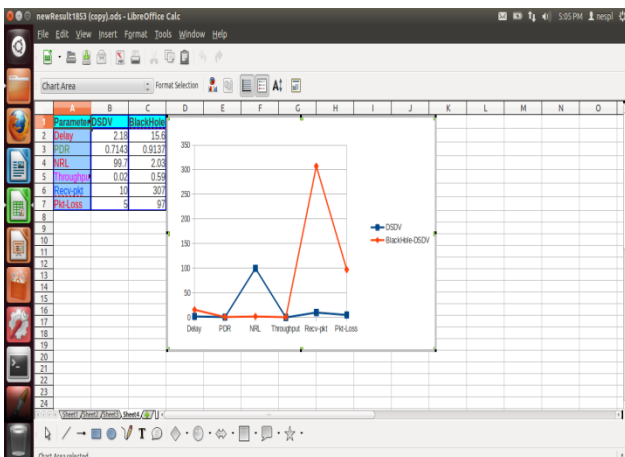 newResult1853 (copy).ods - LibreOffice Calc 5:05 PM nespl
File Edit View Insert Format Tools Window Help
Chart Area Format Selection
A B C D E F G H I J K L M N O
1 Parameter DSDV BlackHole
2 Delay 2.18 15.6
3 PDR 0.7143 0.9137
4 NRL 99.7 2.03
5 Throughpu 0.02 0.59
6 Recv-pkt 10 307
7 Pkt-Loss 5 97
8
9
10
11
12
13
14
15
16
17
18
19
20
21
22
23
24
350
300
250
200
150
100
50
0
Delay PDR NRL Throughput Recv-pkt Pkt-Loss
DSDV
BlackHole-DSDV
Sheet1 Sheet2 Sheet3 Sheet4
Chart Area selected